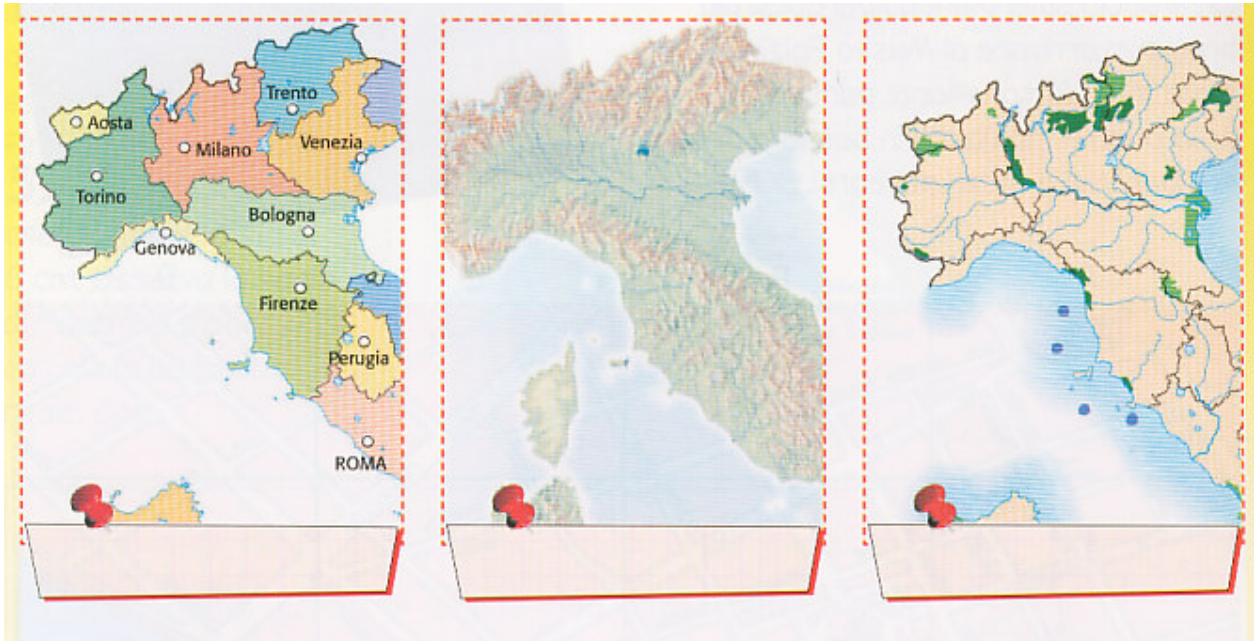 Trento
Aosta
Venezia
Milano
Torino
Bologna
Genova
Firenze
Perugia
ROMA